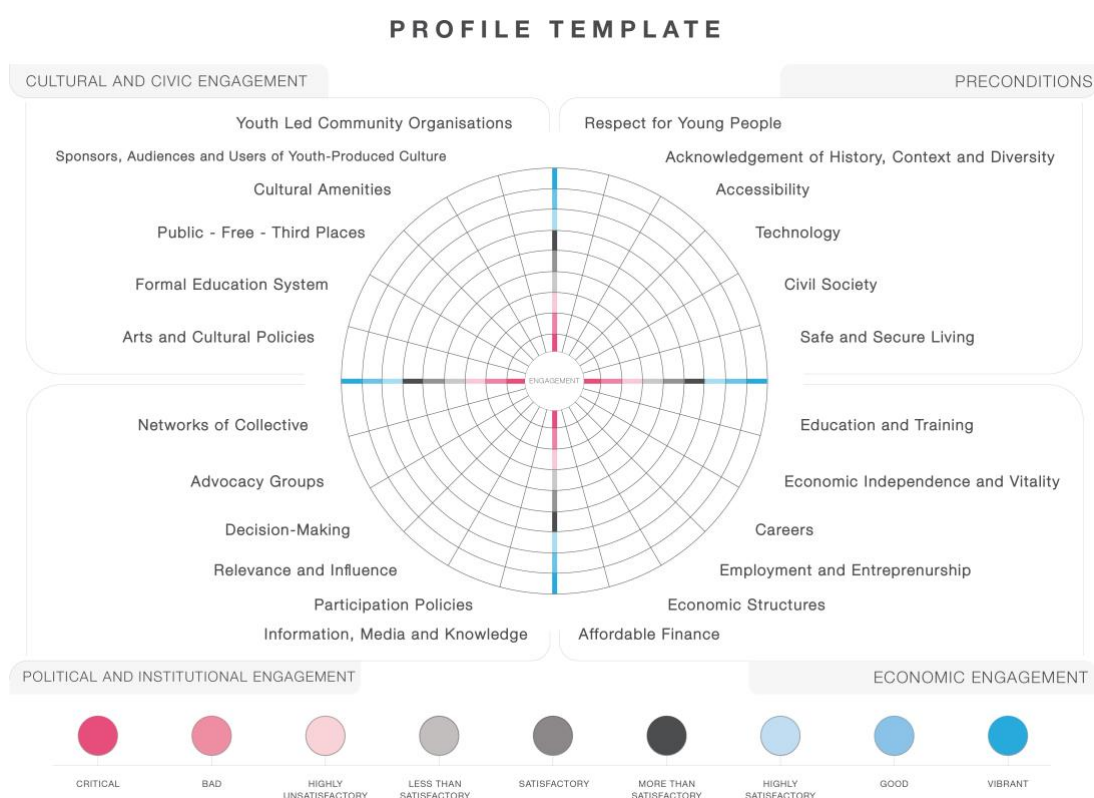 PROFILE TEMPLATE
CULTURAL AND CIVIC ENGAGEMENT
PRECONDITIONS
Youth Led Community Organisations
Sponsors, Audiences and Users of Youth-Produced Culture
Cultural Amenities
Public - Free - Third Places
Formal Education System
Arts and Cultural Policies
Respect for Young People
Acknowledgement of History, Context and Diversity
Accessibility
Technology
Civil Society
Safe and Secure Living
ENGAGEMENT
Networks of Collective
Advocacy Groups
Decision-Making
Relevance and Influence
Participation Policies
Information, Media and Knowledge
Education and Training
Economic Independence and Vitality
Careers
Employment and Entreprenurship
Economic Structures
Affordable Finance
POLITICAL AND INSTITUTIONAL ENGAGEMENT
ECONOMIC ENGAGEMENT
CRITICAL
BAD
HIGHLY
UNSATISFACTORY
LESS THAN
SATISFACTORY
SATISFACTORY
MORE THAN
SATISFACTORY
HIGHLY
SATISFACTORY
GOOD
VIBRANT